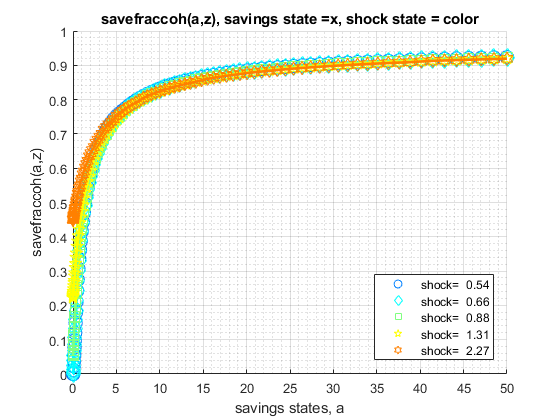 savefraccoh(a,z), savings state =x, shock state = color
savefraccoh(a,z)
1
0.9
0.8
0.7
0.6
0.5
0.4
0.3
0.2
0.1
0
0 5 10 15 20 25 30 35 40 45 50
savings states, a
shock= 0.54
shock= 0.66
shock= 0.88
shock= 1.31
shock= 2.27